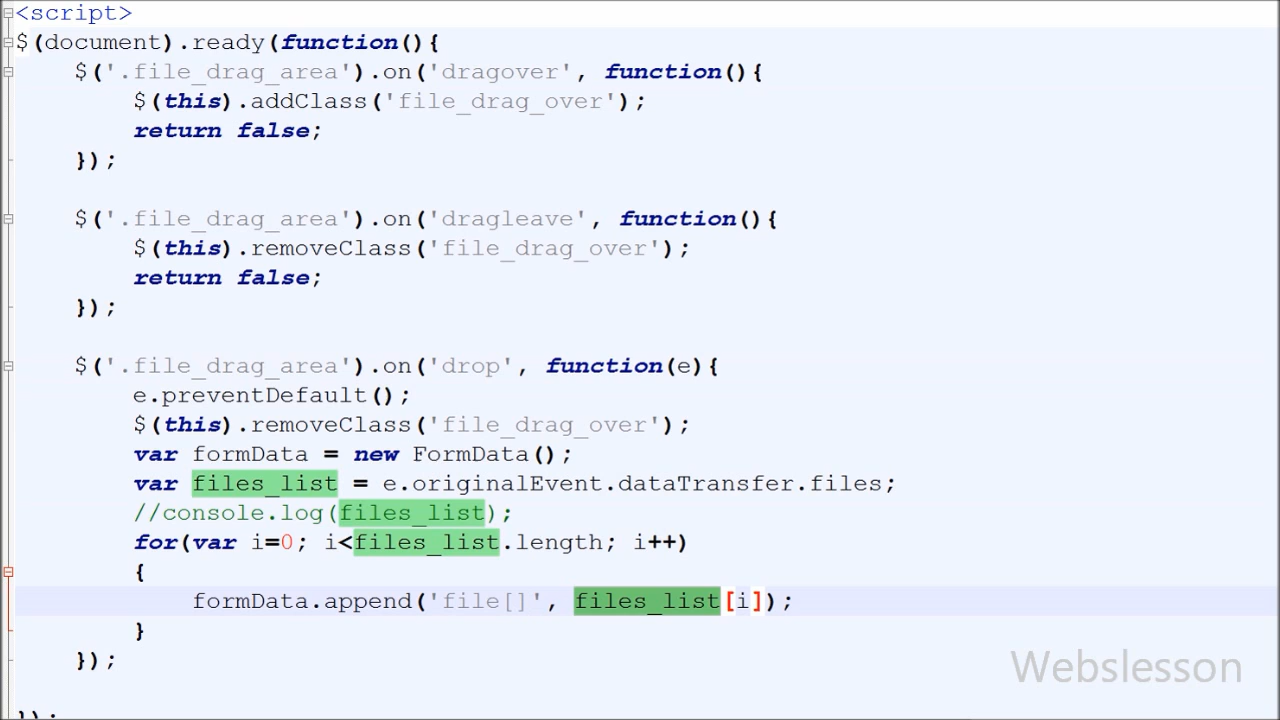 <script>
$(document).ready(function(){
    $('.file_drag_area').on('dragover', function(){
        $(this).addClass('file_drag_over');
        return false;
    });

    $('.file_drag_area').on('dragleave', function(){
        $(this).removeClass('file_drag_over');
        return false;
    });

    $('.file_drag_area').on('drop', function(e){
        e.preventDefault();
        $(this).removeClass('file_drag_over');
        var formData = new FormData();
        var files_list = e.originalEvent.dataTransfer.files;
        //console.log(files_list);
        for(var i=0; i<files_list.length; i++)
        {
            formData.append('file[]', files_list[i]);
        }
    });
Webslesson
});